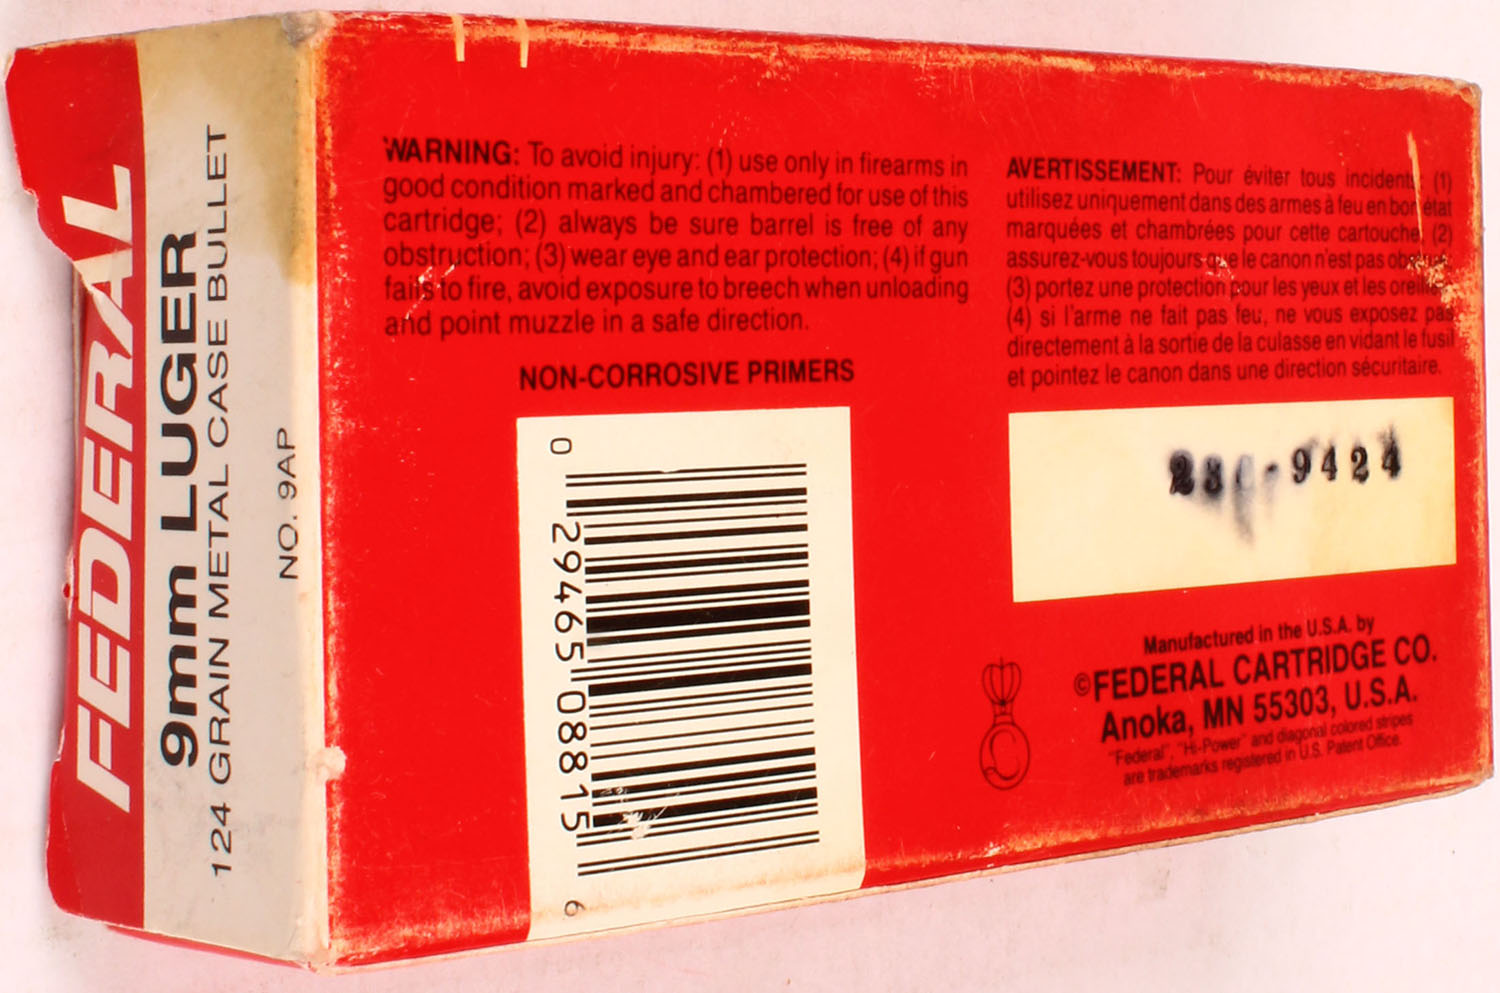 FEDERAL
9mm LUGER
124 GRAIN METAL CASE BULLET
NO. 9AP
WARNING: To avoid injury: (1) use only in firearms in
good condition marked and chambered for use of this
cartridge; (2) always be sure barrel is free of any
obstruction; (3) wear eye and ear protection; (4) if gun
fails to fire, avoid exposure to breech when unloading
and point muzzle in a safe direction.
NON-CORROSIVE PRIMERS
0 29465 08815 6
AVERTISSEMENT: Pour éviter tous incidents (1)
utilisez uniquement dans des armes à feu en bon état
marquées et chambrées pour cette cartouche (2)
assurez-vous toujours que le canon n'est pas
(3) portez une protection pour les yeux et les
(4) si l'arme ne fait pas feu, ne vous exposez pas
directement à la sortie de la culasse en vidant le fusil
et pointez le canon dans une direction sécuritaire.
9424
Manufactured in the U.S.A. by
©FEDERAL CARTRIDGE CO.
Anoka, MN 55303, U.S.A.
"Federal", "Hi-Power" and diagonal colored stripes
are trademarks registered in U.S. Patent Office.